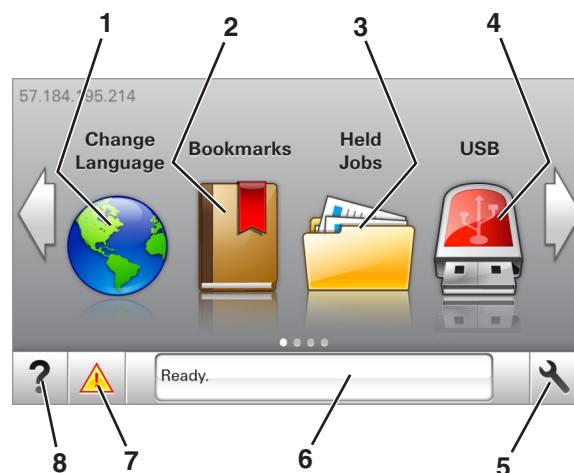 1 2 3 4
57.184.195.214
Change
Language
Bookmarks
Held
Jobs
USB
?
Ready.
8 7 6 5